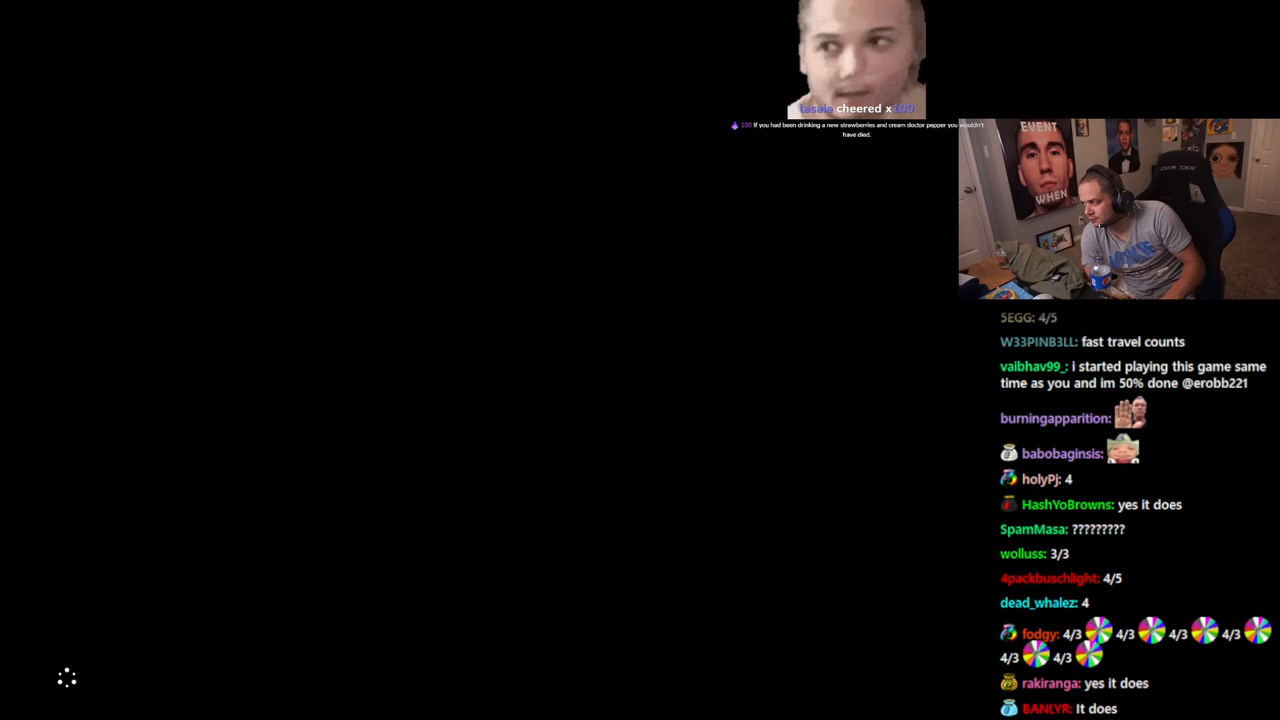 lasaia cheered x 100
100 If you had been drinking a new strawberries and cream doctor pepper you wouldn't
have died.
EVENT
WHEN
5EGG: 4/5
W33PINB3LL: fast travel counts
vaibhav99_: i started playing this game same
time as you and im 50% done @erobb221
burningapparition:
babobaginsis:
holyPj: 4
HashYoBrowns: yes it does
SpamMasa: ?????????
wolluss: 3/3
4packbuschlight: 4/5
dead_whalez: 4
fodgy: 4/3 4/3 4/3 4/3
4/3 4/3
rakiranga: yes it does
BANLYR: It does